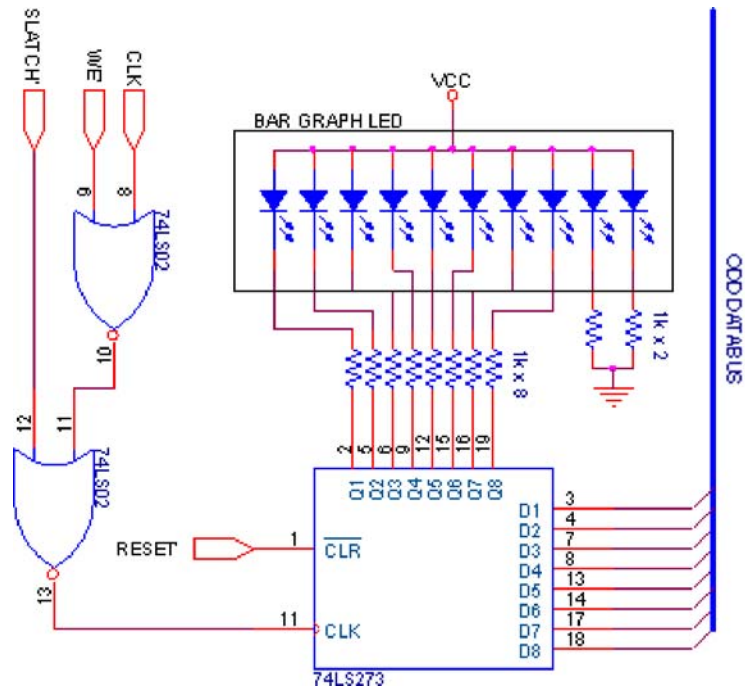 SLATCH'
WE'
CLK
9
8
74LS02
10
12
11
74LS02
13
VCC
BAR GRAPH LED
1k x 2
1k x 8
ODD DATABUS
2
5
6
9
12
15
16
19
Q1
Q2
Q3
Q4
Q5
Q6
Q7
Q8
RESET'
1
CLR
11
CLK
D1
D2
D3
D4
D5
D6
D7
D8
3
4
7
8
13
14
17
18
74LS273